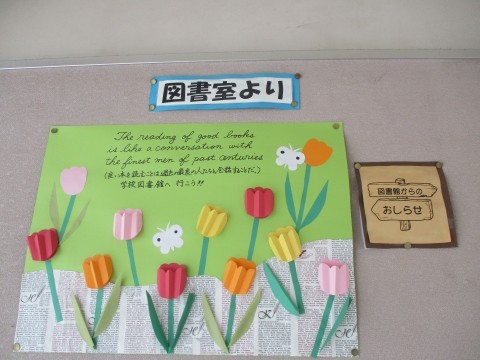 図書室より
The reading of good books
is like a conversation with
the finest men of past centuries
学校図書館へ 行こう!!
図書館からの
おしらせ